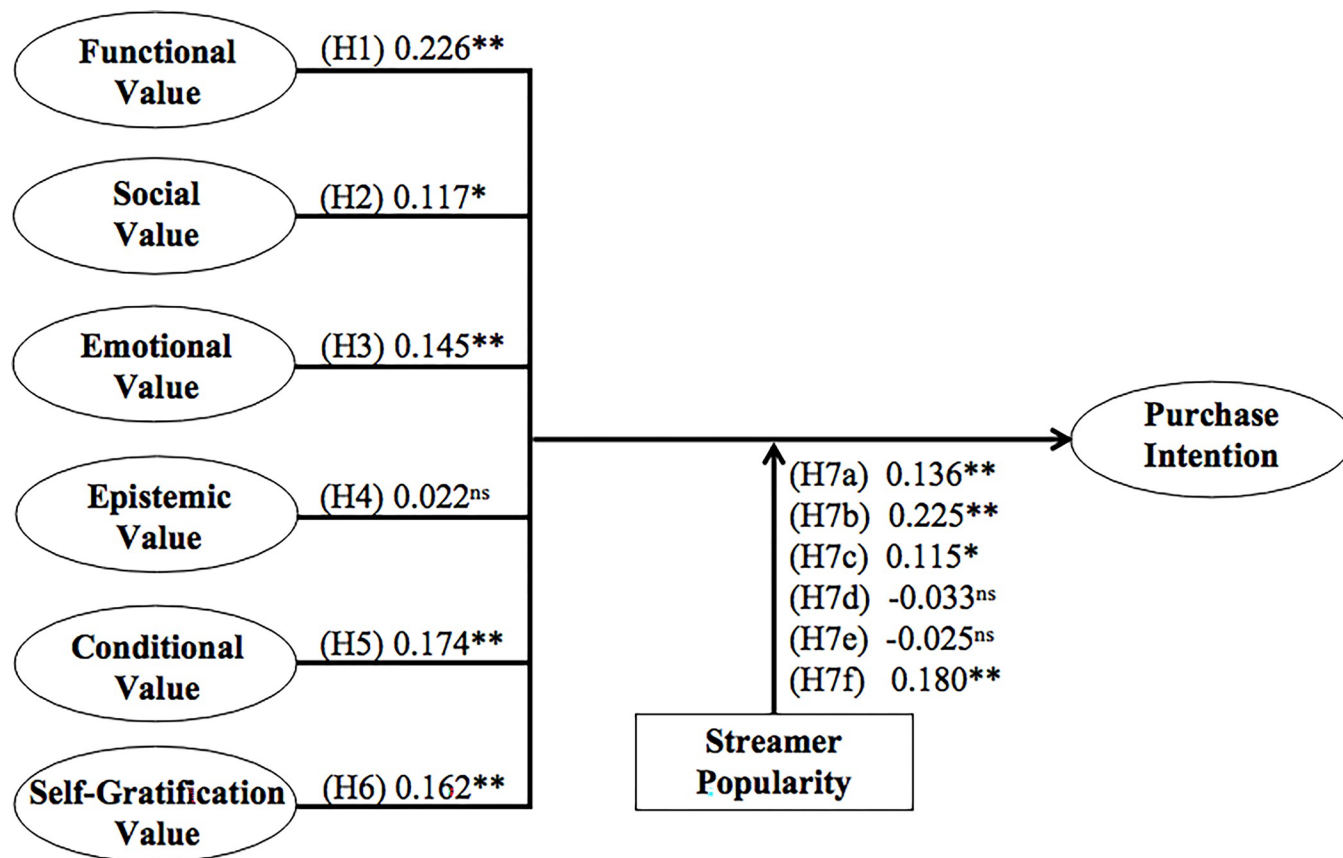 Functional
Value
(H1) 0.226**
Social
Value
(H2) 0.117*
Emotional
Value
(H3) 0.145**
Epistemic
Value
(H4) 0.022ⁿˢ
Conditional
Value
(H5) 0.174**
Self-Gratification
Value
(H6) 0.162**
Purchase
Intention
(H7a) 0.136**
(H7b) 0.225**
(H7c) 0.115*
(H7d) -0.033ⁿˢ
(H7e) -0.025ⁿˢ
(H7f) 0.180**
Streamer
Popularity